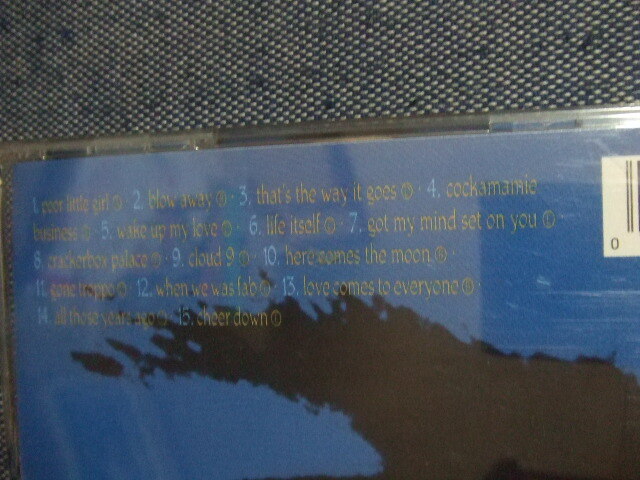 1. poor little girl · 2. blow away · 3. that's the way it goes · 4. cockamamie
business · 5. wake up my love · 6. life itself · 7. got my mind set on you ·
8. crackerbox palace · 9. cloud 9 · 10. here comes the moon ·
11. gone troppo · 12. when we was fab · 13. love comes to everyone ·
14. all those years ago · 15. cheer down
0